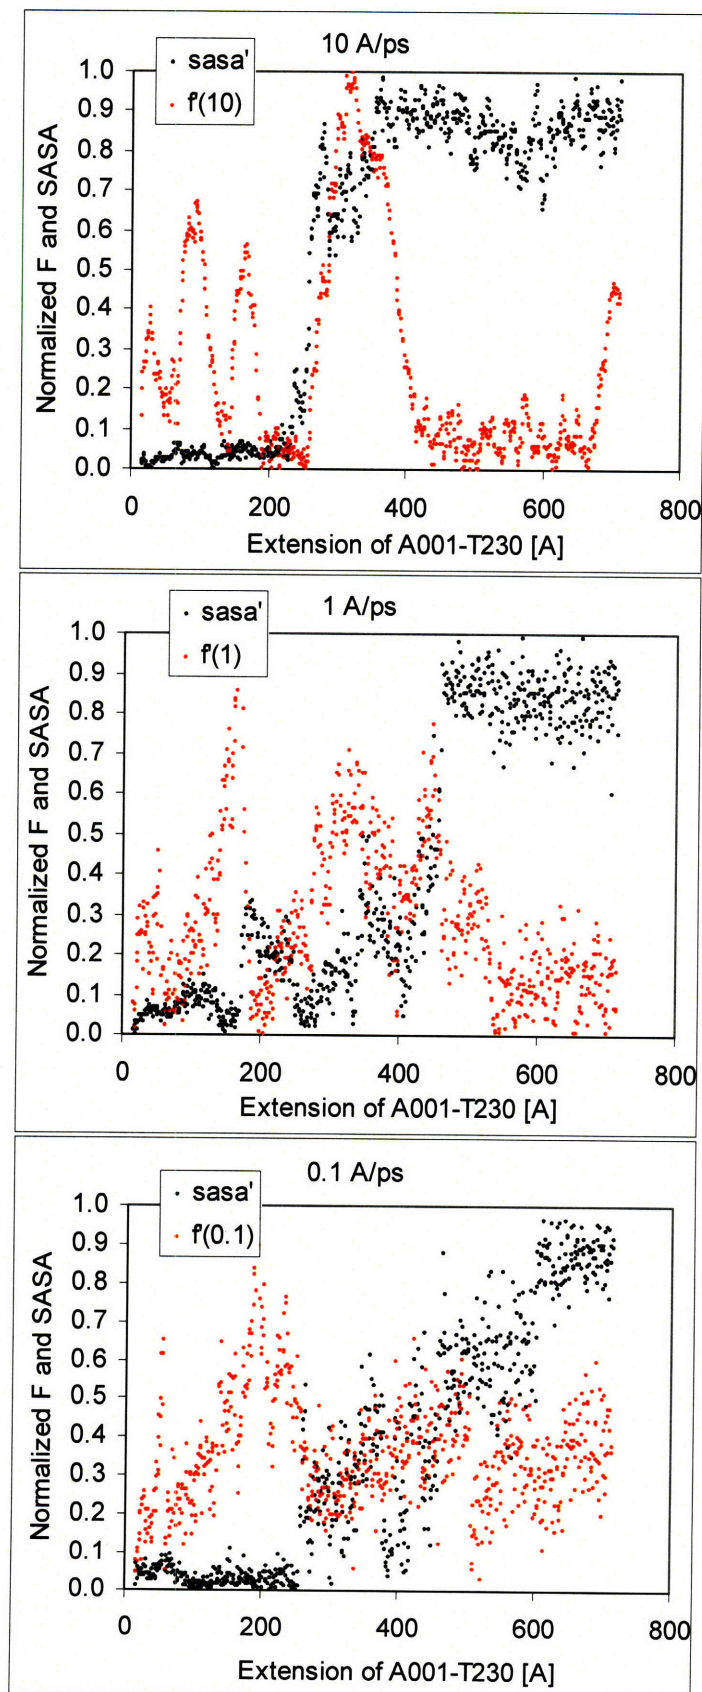 10 A/ps
sasa'
f'(10)
Normalized F and SASA
1.0
0.9
0.8
0.7
0.6
0.5
0.4
0.3
0.2
0.1
0.0
0 200 400 600 800
Extension of A001-T230 [A]
1 A/ps
sasa'
f'(1)
Normalized F and SASA
1.0
0.9
0.8
0.7
0.6
0.5
0.4
0.3
0.2
0.1
0.0
0 200 400 600 800
Extension of A001-T230 [A]
0.1 A/ps
sasa'
f'(0.1)
Normalized F and SASA
1.0
0.9
0.8
0.7
0.6
0.5
0.4
0.3
0.2
0.1
0.0
0 200 400 600 800
Extension of A001-T230 [A]